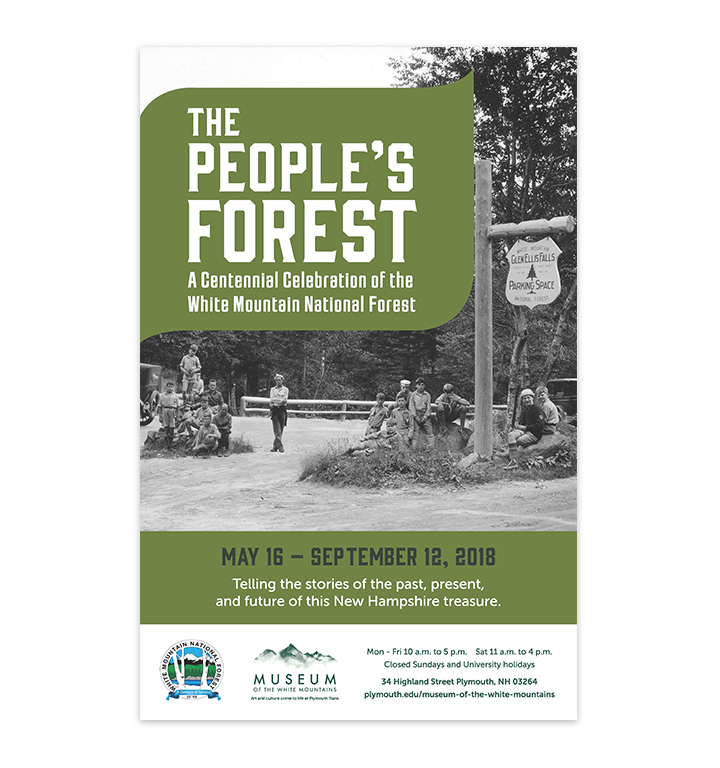 THE
PEOPLE'S
FOREST
A Centennial Celebration of the
White Mountain National Forest
WHITE MOUNTAIN
GLEN ELLIS FALLS
PARKING SPACE
NATIONAL FOREST
MAY 16 – SEPTEMBER 12, 2018
Telling the stories of the past, present,
and future of this New Hampshire treasure.
WHITE MOUNTAIN NATIONAL FOREST
A Century of Service
MUSEUM
OF THE WHITE MOUNTAINS
Art and culture come to life at Plymouth State.
Mon - Fri 10 a.m. to 5 p.m. Sat 11 a.m. to 4 p.m.
Closed Sundays and University holidays
34 Highland Street Plymouth, NH 03264
plymouth.edu/museum-of-the-white-mountains